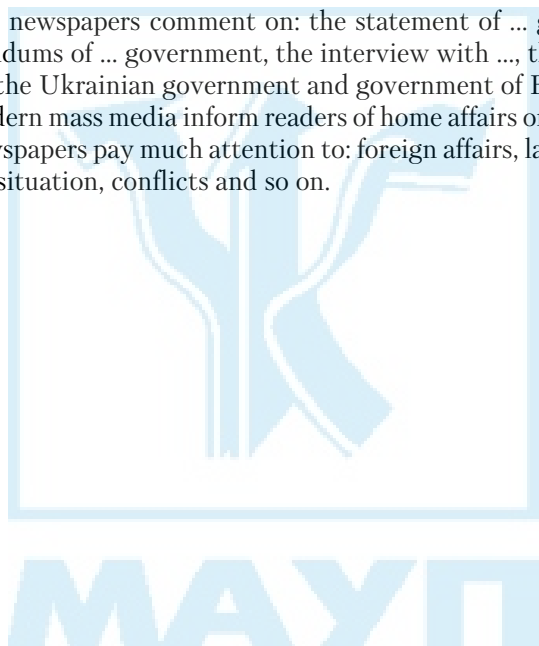 newspapers comment on: the statement of ...
dums of ... government, the interview with ...,
the Ukrainian government and government of
dern mass media inform readers of home affairs
wspapers pay much attention to: foreign affairs,
situation, conflicts and so on.
МАУП